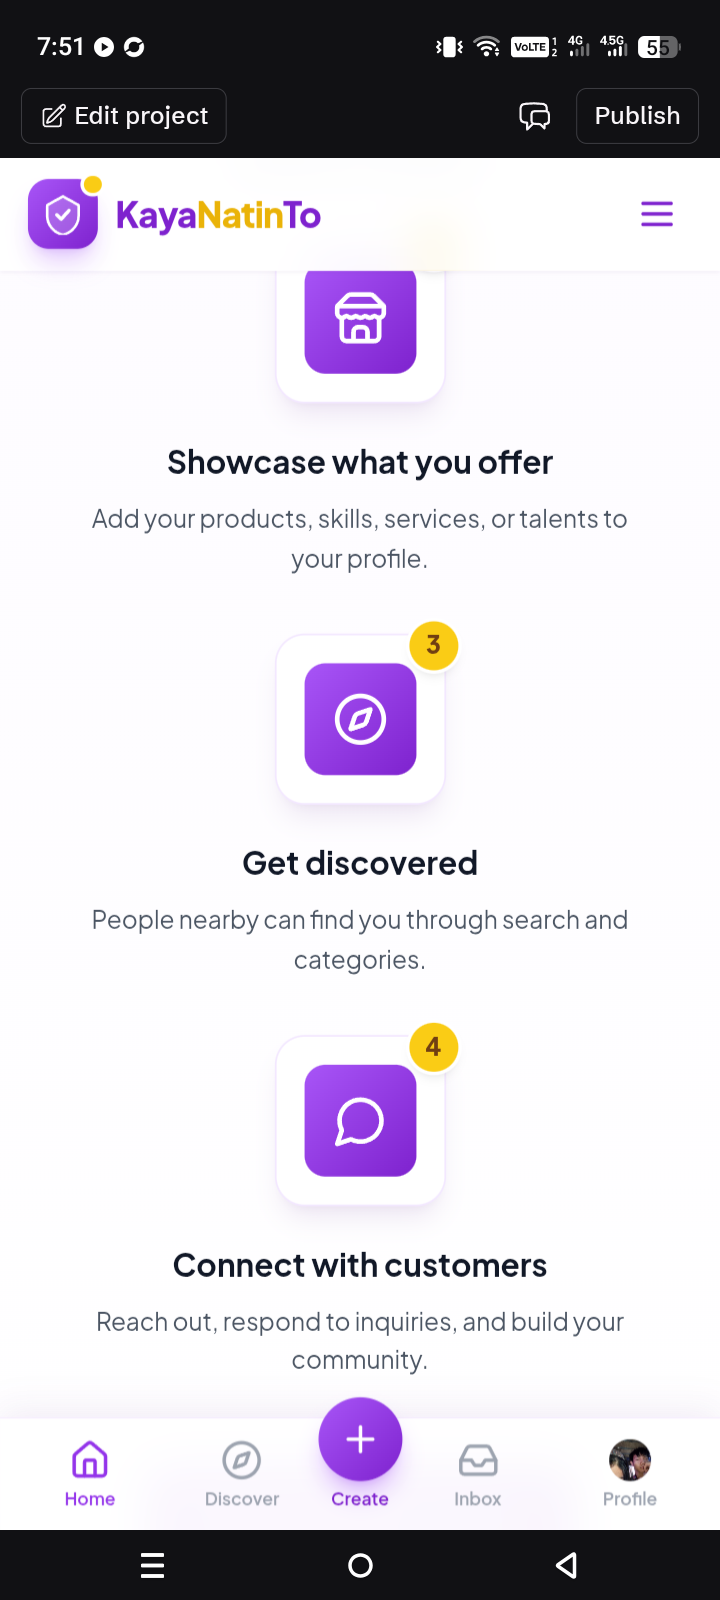 7:51
VoLTE 1 2 4G 4.5G 55
Edit project
Publish
KayaNatinTo
Showcase what you offer
Add your products, skills, services, or talents to
your profile.
3
Get discovered
People nearby can find you through search and
categories.
4
Connect with customers
Reach out, respond to inquiries, and build your
community.
Home
Discover
Create
Inbox
Profile